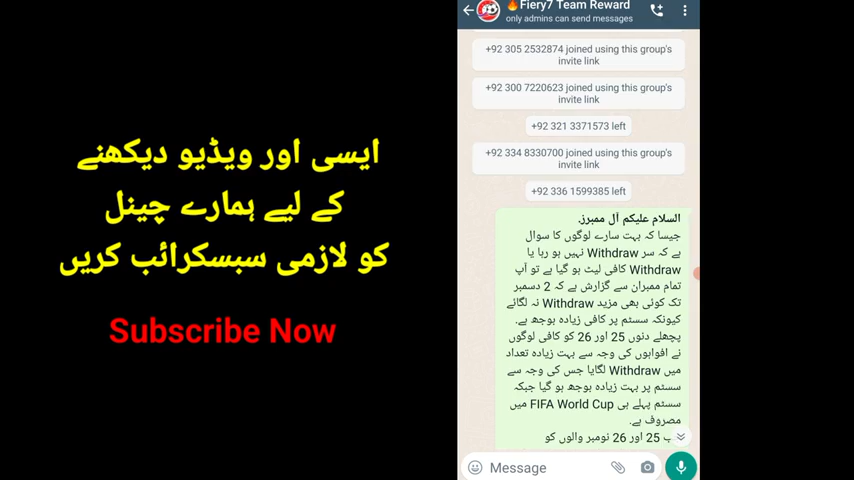 ایسی اور ویڈیو دیکھنے
کے لیے ہمارے چینل
کو لازمی سبسکرائب کریں
Subscribe Now
🔥Fiery7 Team Reward
only admins can send messages
+92 305 2532874 joined using this group's
invite link
+92 300 7220623 joined using this group's
invite link
+92 321 3371573 left
+92 334 8330700 joined using this group's
invite link
+92 336 1599385 left
السلام علیکم آل ممبرز۔
جیسا کہ بہت سارے لوگوں کا سوال
ہے کہ سر Withdraw نہیں ہو رہا یا
Withdraw کافی لیٹ ہو گیا ہے تو آپ
تمام ممبران سے گزارش ہے کہ 2 دسمبر
تک کوئی بھی مزید Withdraw نہ لگائے
کیونکہ سسٹم پر کافی زیادہ بوجھ ہے۔
پچھلے دنوں 25 اور 26 کو کافی لوگوں
نے افواہوں کی وجہ سے بہت زیادہ تعداد
میں Withdraw لگایا جس کی وجہ سے
سسٹم پر بہت زیادہ بوجھ ہو گیا جبکہ
سسٹم پہلے ہی FIFA World Cup میں
مصروف ہے۔
25 اور 26 نومبر والوں کو
Message